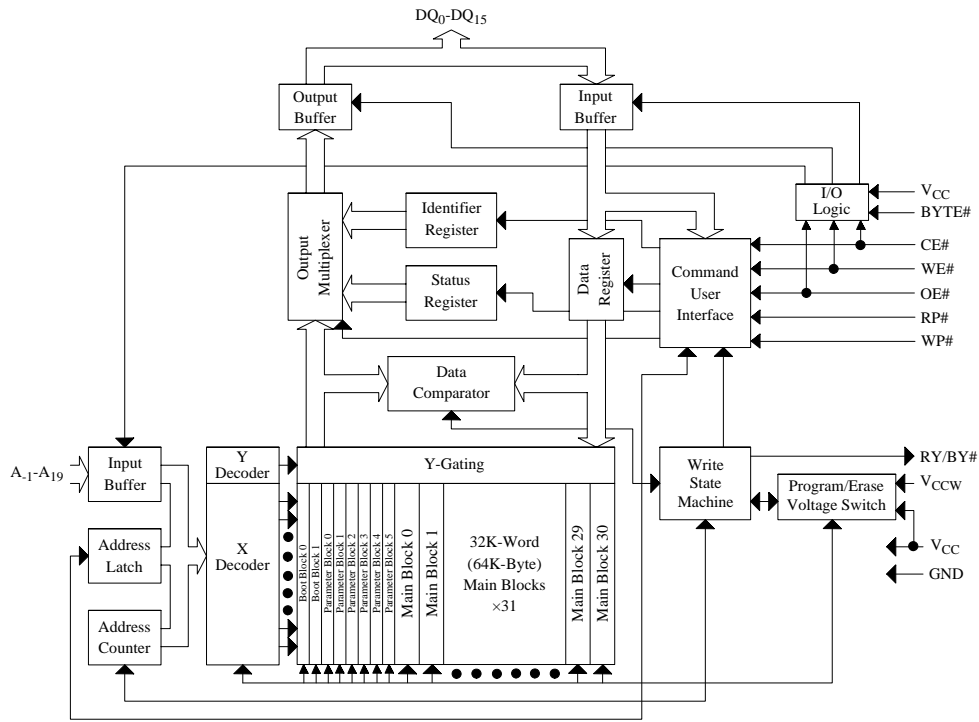 DQ0-DQ15
Output
Buffer
Input
Buffer
I/O
Logic
VCC
BYTE#
CE#
WE#
OE#
RP#
WP#
Output
Multiplexer
Identifier
Register
Status
Register
Data
Register
Command
User
Interface
Data
Comparator
A-1-A19
Input
Buffer
Y
Decoder
Y-Gating
Write
State
Machine
Program/Erase
Voltage Switch
RY/BY#
VCCW
VCC
GND
Address
Latch
X
Decoder
Address
Counter
Boot Block 0
Boot Block 1
Parameter Block 0
Parameter Block 1
Parameter Block 2
Parameter Block 3
Parameter Block 4
Parameter Block 5
Main Block 0
Main Block 1
32K-Word
(64K-Byte)
Main Blocks
×31
Main Block 29
Main Block 30